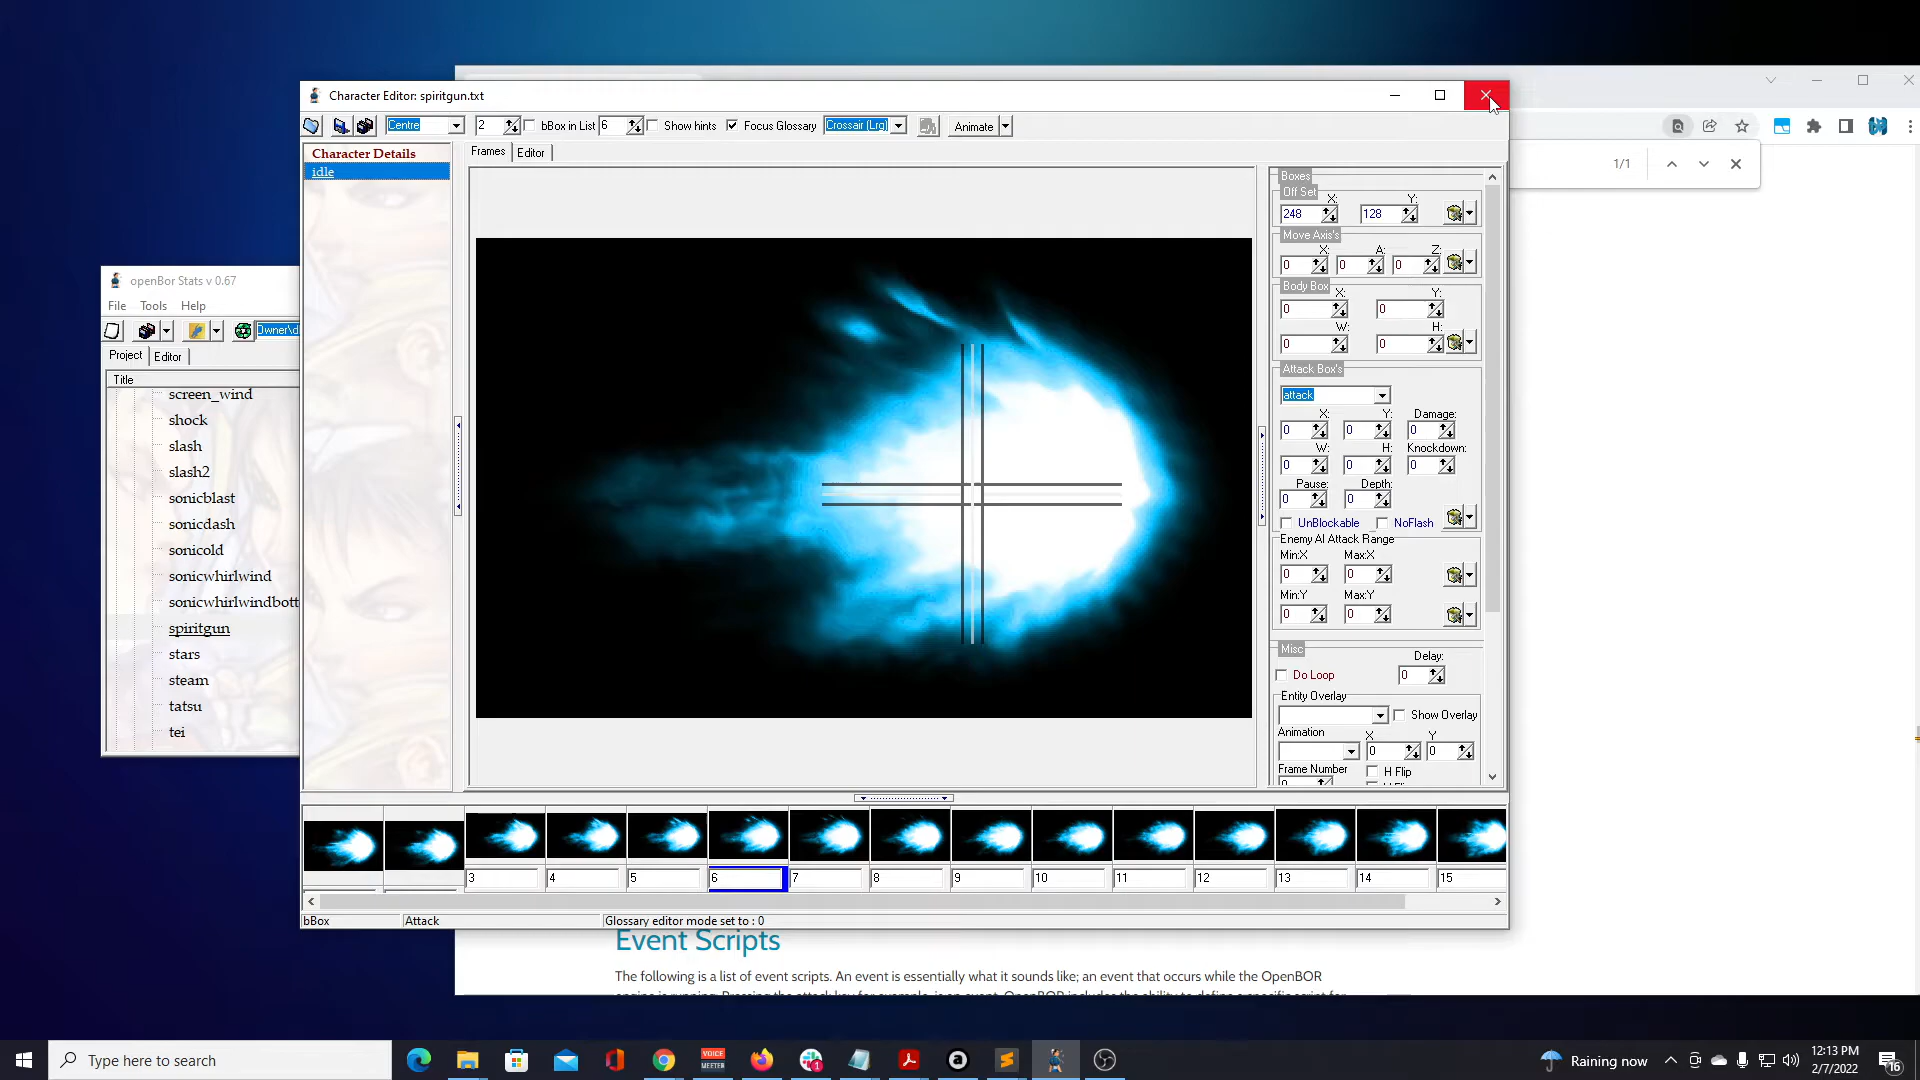 Character Editor: spiritgun.txt
Centre 2 bBox in List 6 Show hints Focus Glossary Crossair (Lrg) Animate
Character Details
idle
Frames Editor
Boxes
Off Set
X: Y:
248 128
Move Axis's
X: A: Z:
0 0 0
Body Box
X: Y:
0 0
W: H:
0 0
Attack Box's
attack
X: Y: Damage:
0 0 0
W: H: Knockdown:
0 0 0
Pause: Depth:
0 0
UnBlockable NoFlash
Enemy AI Attack Range
Min:X Max:X
0 0
Min:Y Max:Y
0 0
Misc
Delay:
Do Loop 0
Entity Overlay
Show Overlay
Animation X Y
0 0
Frame Number H Flip
3 4 5 6 7 8 9 10 11 12 13 14 15
bBox Attack Glossary editor mode set to : 0
openBor Stats v 0.67
File Tools Help
Owner\d
Project Editor
Title
screen_wind
shock
slash
slash2
sonicblast
sonicdash
sonicold
sonicwhirlwind
sonicwhirlwindbott
spiritgun
stars
steam
tatsu
tei
1/1
Event Scripts
The following is a list of event scripts. An event is essentially what it sounds like; an event that occurs while the OpenBOR
Type here to search
VOICE
MEETER
Raining now
12:13 PM
2/7/2022
16